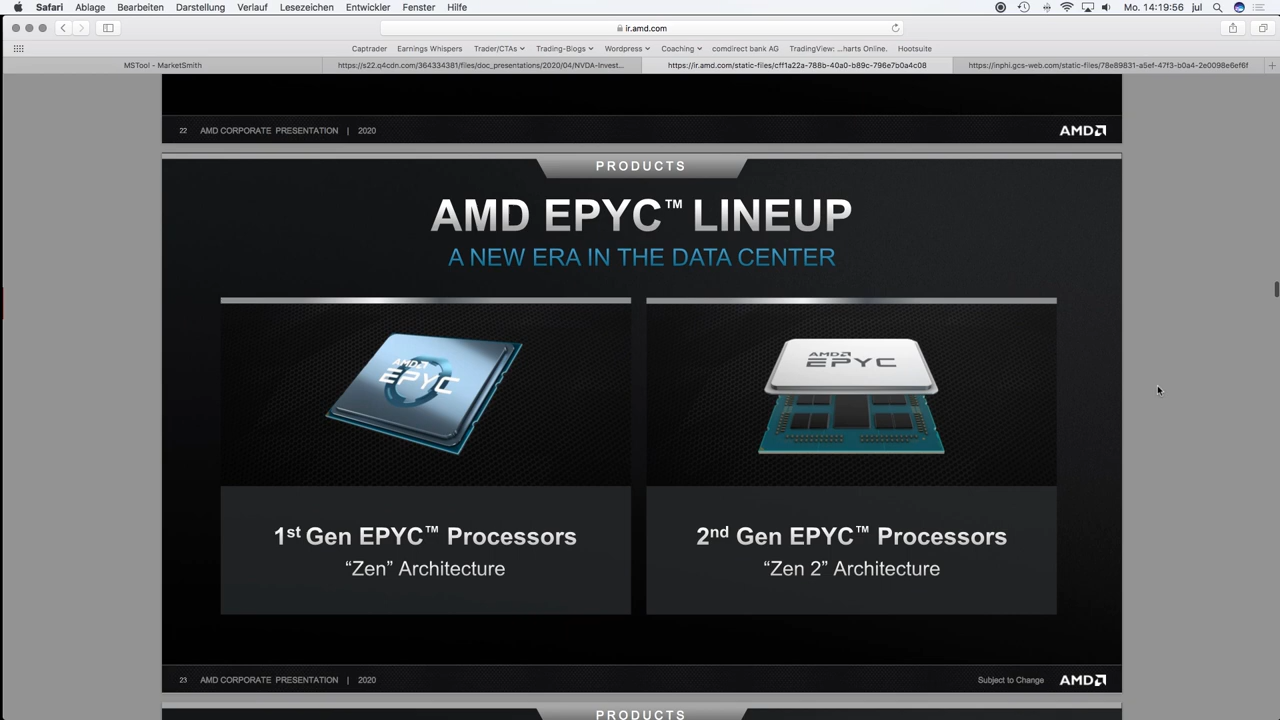 Safari Ablage Bearbeiten Darstellung Verlauf Lesezeichen Entwickler Fenster Hilfe Mo. 14:19:56 jul
ir.amd.com
Captrader Earnings Whispers Trader/CTAs Trading-Blogs Wordpress Coaching comdirect bank AG TradingView: ...harts Online. Hootsuite
MSTool - MarketSmith https://s22.q4cdn.com/364334381/files/doc_presentations/2020/04/NVDA-Invest... https://ir.amd.com/static-files/cff1a22a-788b-40a0-b89c-796e7b0a4c08 https://inphi.gcs-web.com/static-files/78e89831-a5ef-47f3-b0a4-2e0098e6ef6f
22 AMD CORPORATE PRESENTATION | 2020 AMD
PRODUCTS
AMD EPYC™ LINEUP
A NEW ERA IN THE DATA CENTER
AMD
EPYC
AMD
EPYC
1st Gen EPYC™ Processors
“Zen” Architecture
2nd Gen EPYC™ Processors
“Zen 2” Architecture
23 AMD CORPORATE PRESENTATION | 2020 Subject to Change AMD
PRODUCTS